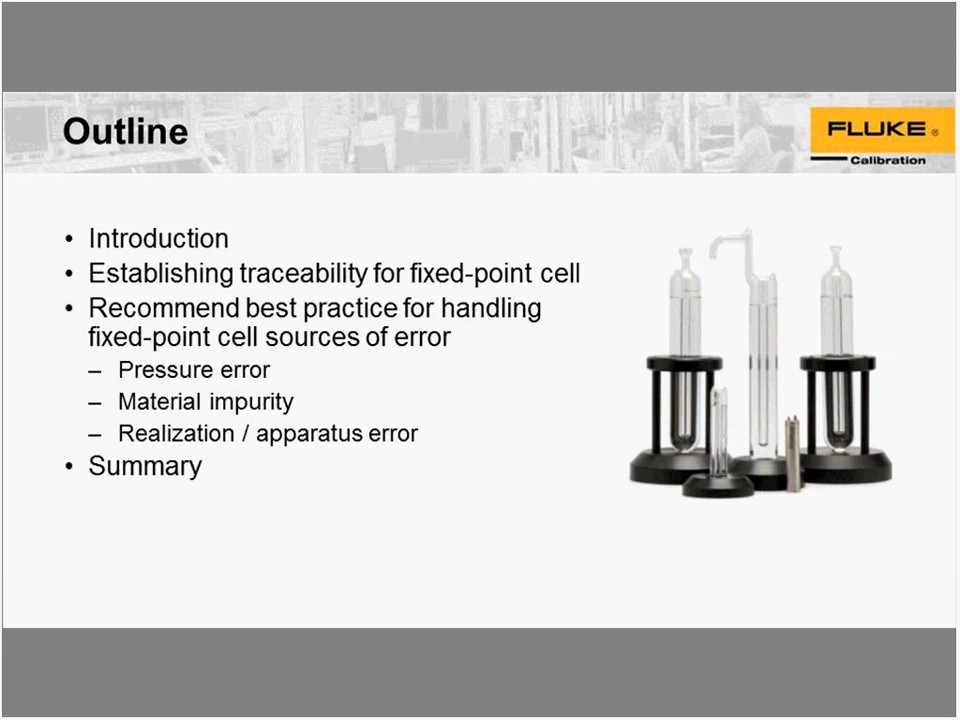 Outline
FLUKE ®
Calibration
• Introduction
• Establishing traceability for fixed-point cell
• Recommend best practice for handling
fixed-point cell sources of error
– Pressure error
– Material impurity
– Realization / apparatus error
• Summary